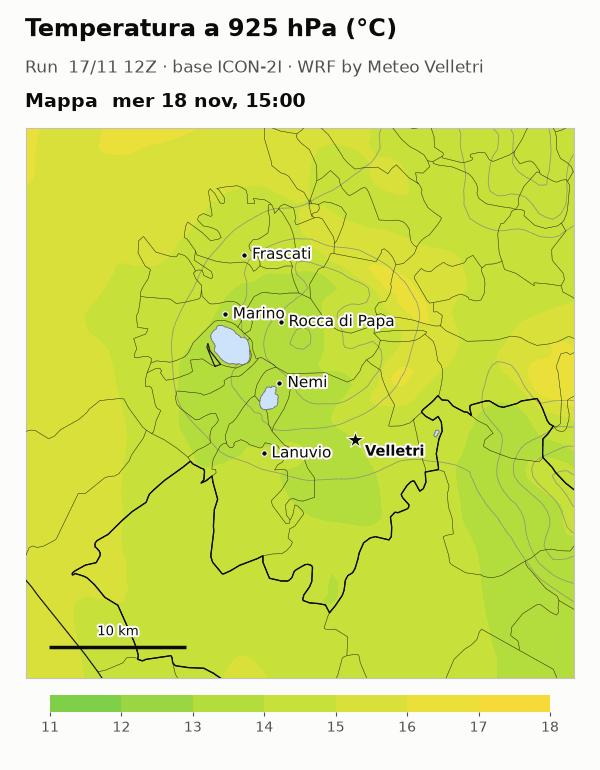 Temperatura a 925 hPa (°C)
Run  17/11 12Z · base ICON-2I · WRF by Meteo Velletri
Mappa  mer 18 nov, 15:00
Frascati
Marino
Rocca di Papa
Nemi
Velletri
Lanuvio
10 km
11 12 13 14 15 16 17 18